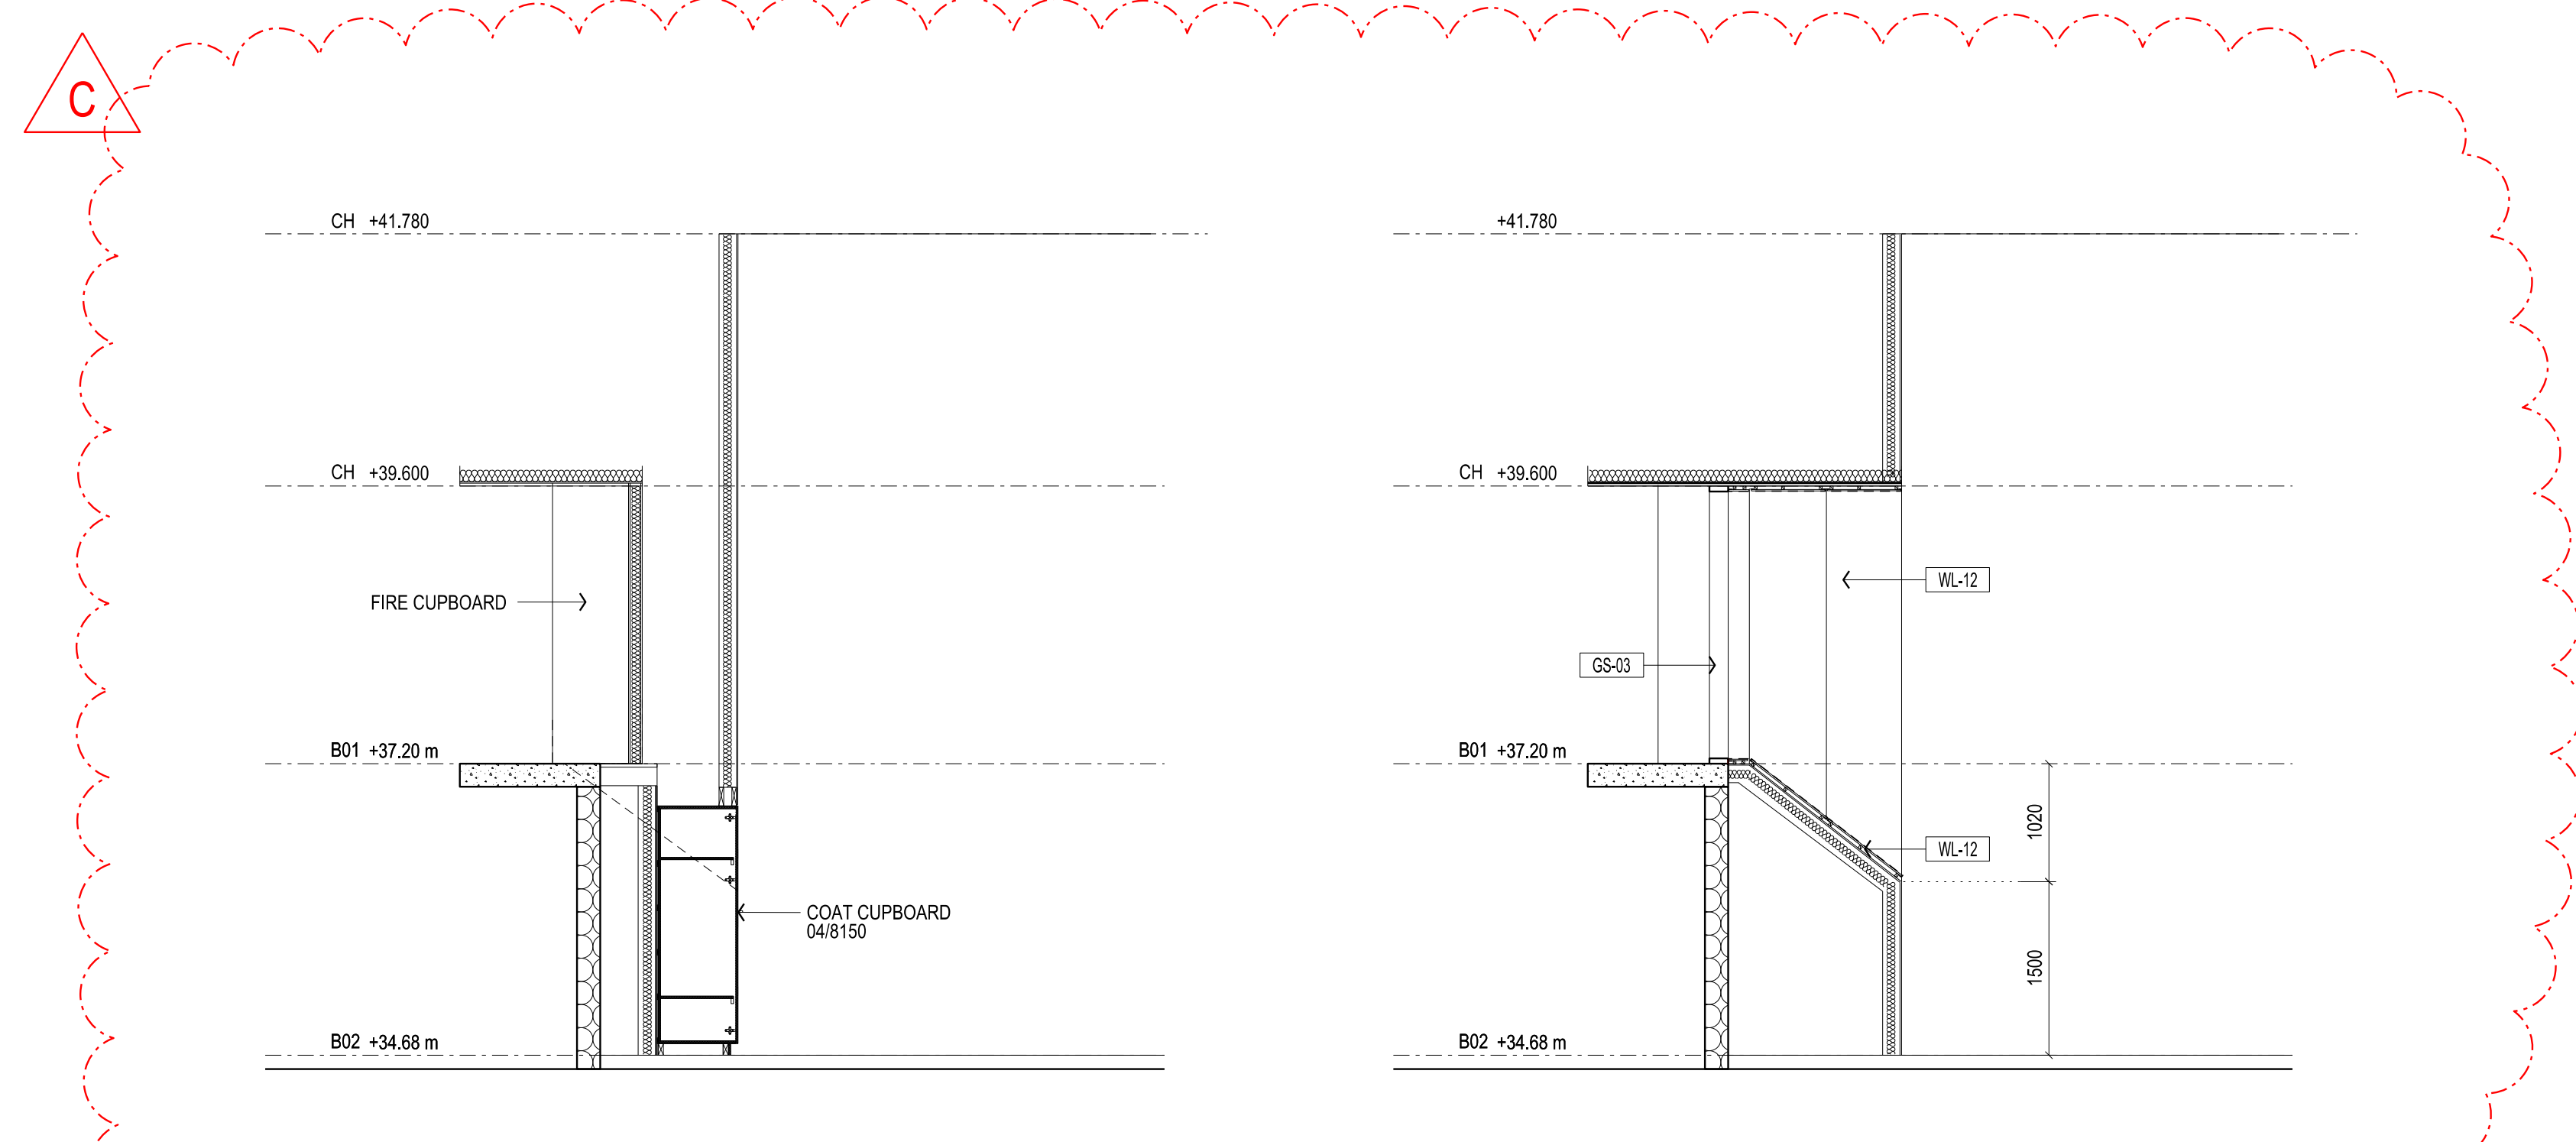 C
CH +41.780
CH +39.600
FIRE CUPBOARD
B01 +37.20 m
COAT CUPBOARD
04/8150
B02 +34.68 m
+41.780
CH +39.600
WL-12
GS-03
B01 +37.20 m
1020
WL-12
1500
B02 +34.68 m